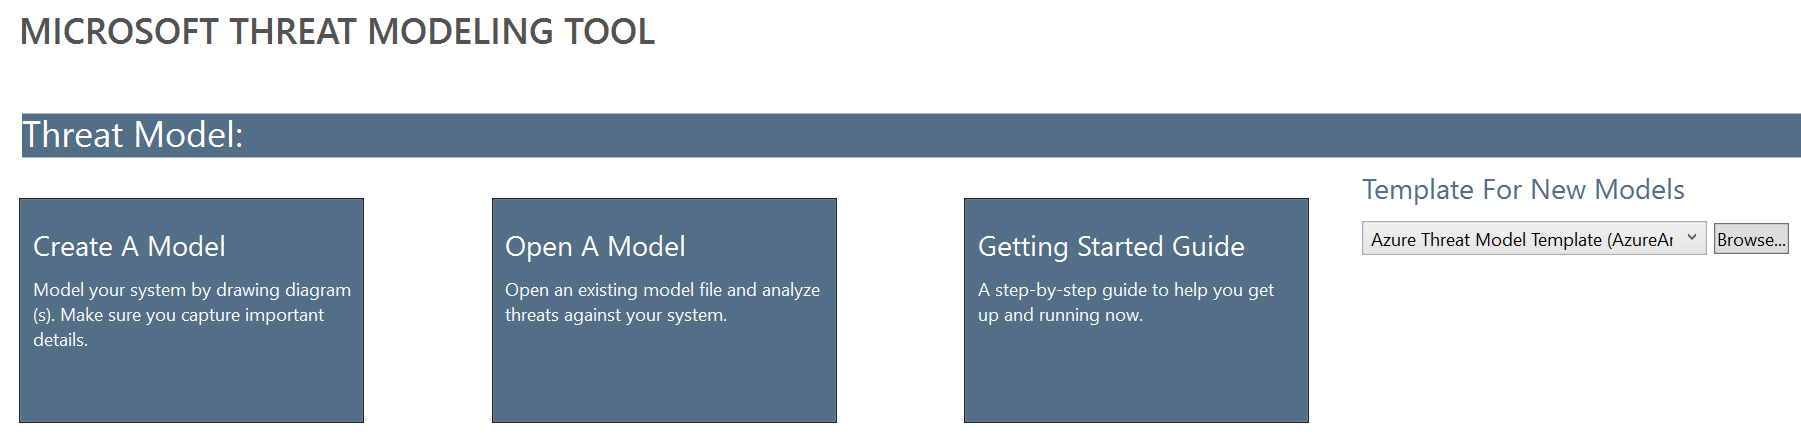 MICROSOFT THREAT MODELING TOOL
Threat Model:
Create A Model
Model your system by drawing diagram
(s). Make sure you capture important
details.
Open A Model
Open an existing model file and analyze
threats against your system.
Getting Started Guide
A step-by-step guide to help you get
up and running now.
Template For New Models
Azure Threat Model Template (AzureAr
Browse...